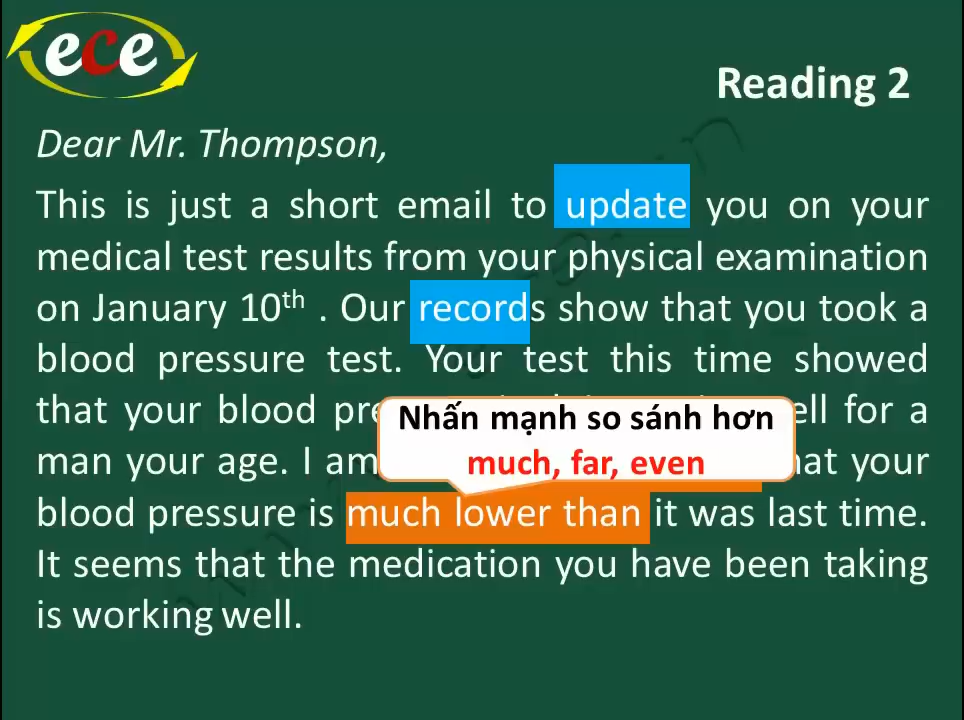 ece
Reading 2
Dear Mr. Thompson,
This is just a short email to update you on your
medical test results from your physical examination
on January 10th . Our records show that you took a
blood pressure test. Your test this time showed
that your blood for a
man your age. I am your
Nhấn mạnh so sánh hơn
much, far, even
blood pressure is much lower than it was last time.
It seems that the medication you have been taking
is working well.